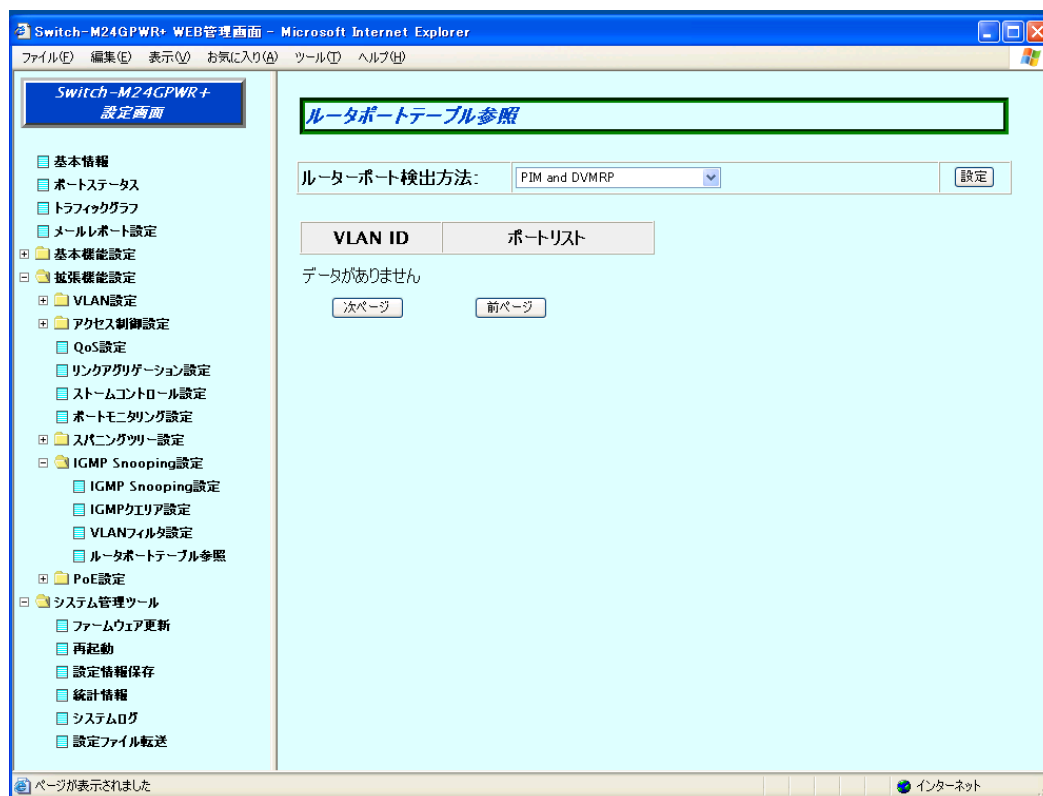 Switch-M24GPWR+ WEB管理画面 - Microsoft Internet Explorer
ファイル(F) 編集(E) 表示(V) お気に入り(A) ツール(T) ヘルプ(H)
Switch-M24GPWR+
設定画面
基本情報
ポートステータス
トラフィックグラフ
メールレポート設定
基本機能設定
拡張機能設定
VLAN設定
アクセス制御設定
QoS設定
リンクアグリゲーション設定
ストームコントロール設定
ポートモニタリング設定
スパニングツリー設定
IGMP Snooping設定
IGMP Snooping設定
IGMPクエリア設定
VLANフィルタ設定
ルータポートテーブル参照
PoE設定
システム管理ツール
ファームウェア更新
再起動
設定情報保存
統計情報
システムログ
設定ファイル転送
ルータポートテーブル参照
ルーターポート検出方法: PIM and DVMRP 設定
VLAN ID ポートリスト
データがありません
次ページ 前ページ
ページが表示されました インターネット